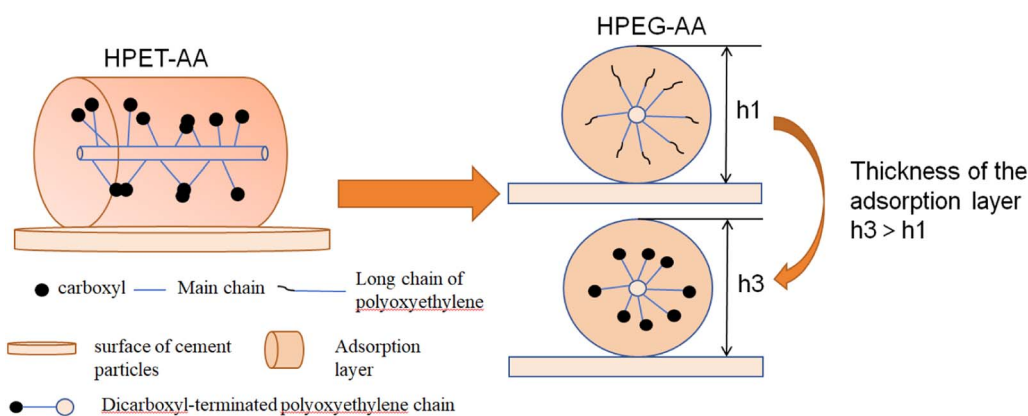 HPET-AA
HPEG-AA
h1
Thickness of the
adsorption layer
h3 > h1
h3
carboxyl
Main chain
Long chain of
polyoxyethylene
surface of cement
particles
Adsorption
layer
Dicarboxyl-terminated polyoxyethylene chain